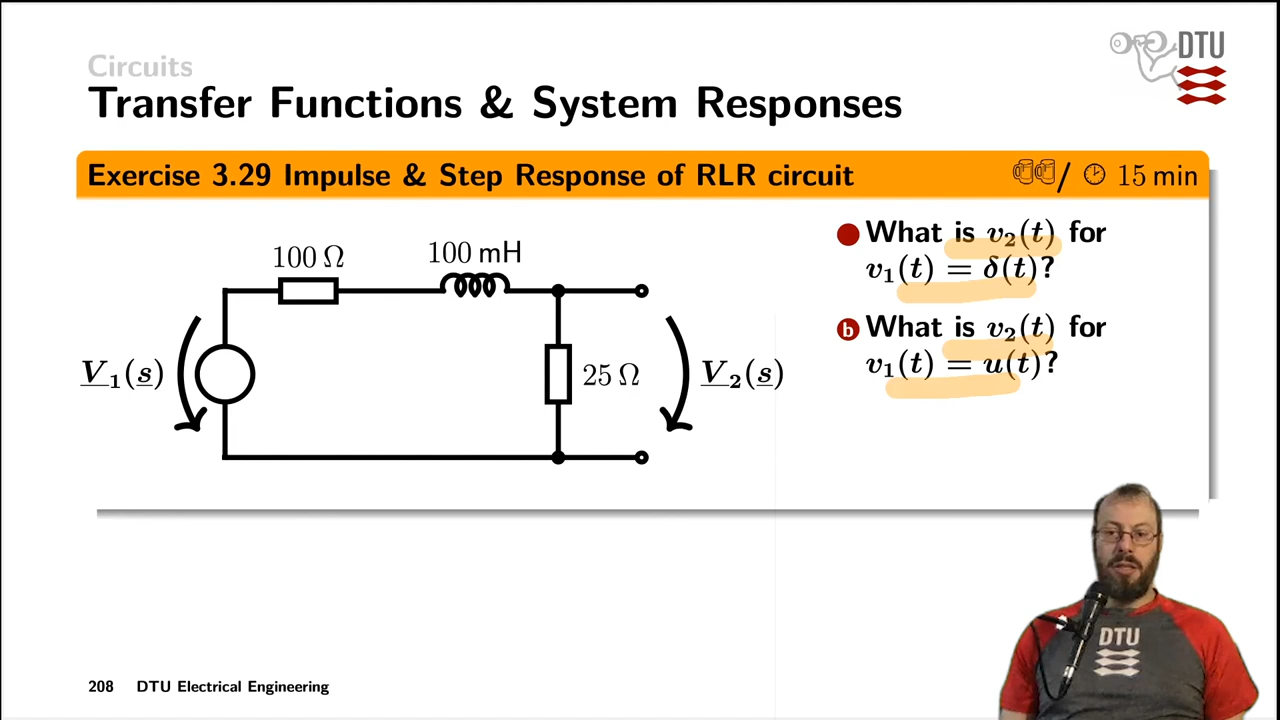 Circuits
DTU
Transfer Functions & System Responses
Exercise 3.29 Impulse & Step Response of RLR circuit
/ 15 min
100 Ω
100 mH
V₁(s)
25 Ω
V₂(s)
What is v₂(t) for
v₁(t) = δ(t)?
b What is v₂(t) for
v₁(t) = u(t)?
DTU
208 DTU Electrical Engineering